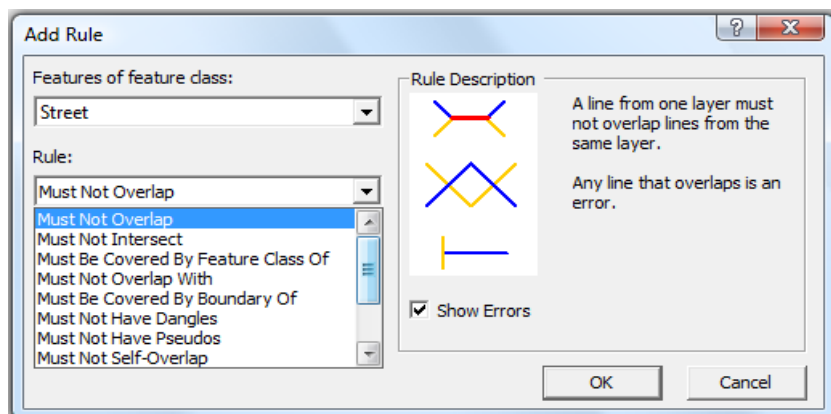 Add Rule
Features of feature class:
Street
Rule:
Must Not Overlap
Must Not Overlap
Must Not Intersect
Must Be Covered By Feature Class Of
Must Not Overlap With
Must Be Covered By Boundary Of
Must Not Have Dangles
Must Not Have Pseudos
Must Not Self-Overlap
Rule Description
A line from one layer must
not overlap lines from the
same layer.
Any line that overlaps is an
error.
Show Errors
OK
Cancel